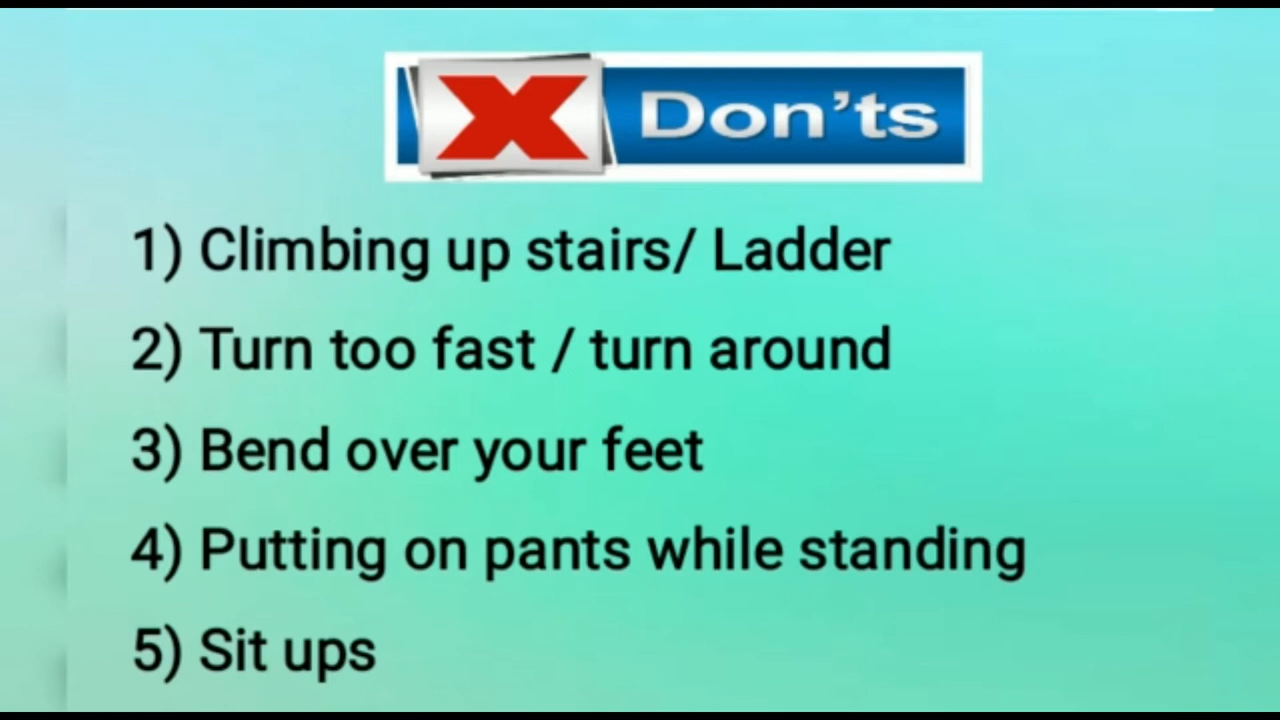 X Don'ts
1) Climbing up stairs/ Ladder
2) Turn too fast / turn around
3) Bend over your feet
4) Putting on pants while standing
5) Sit ups